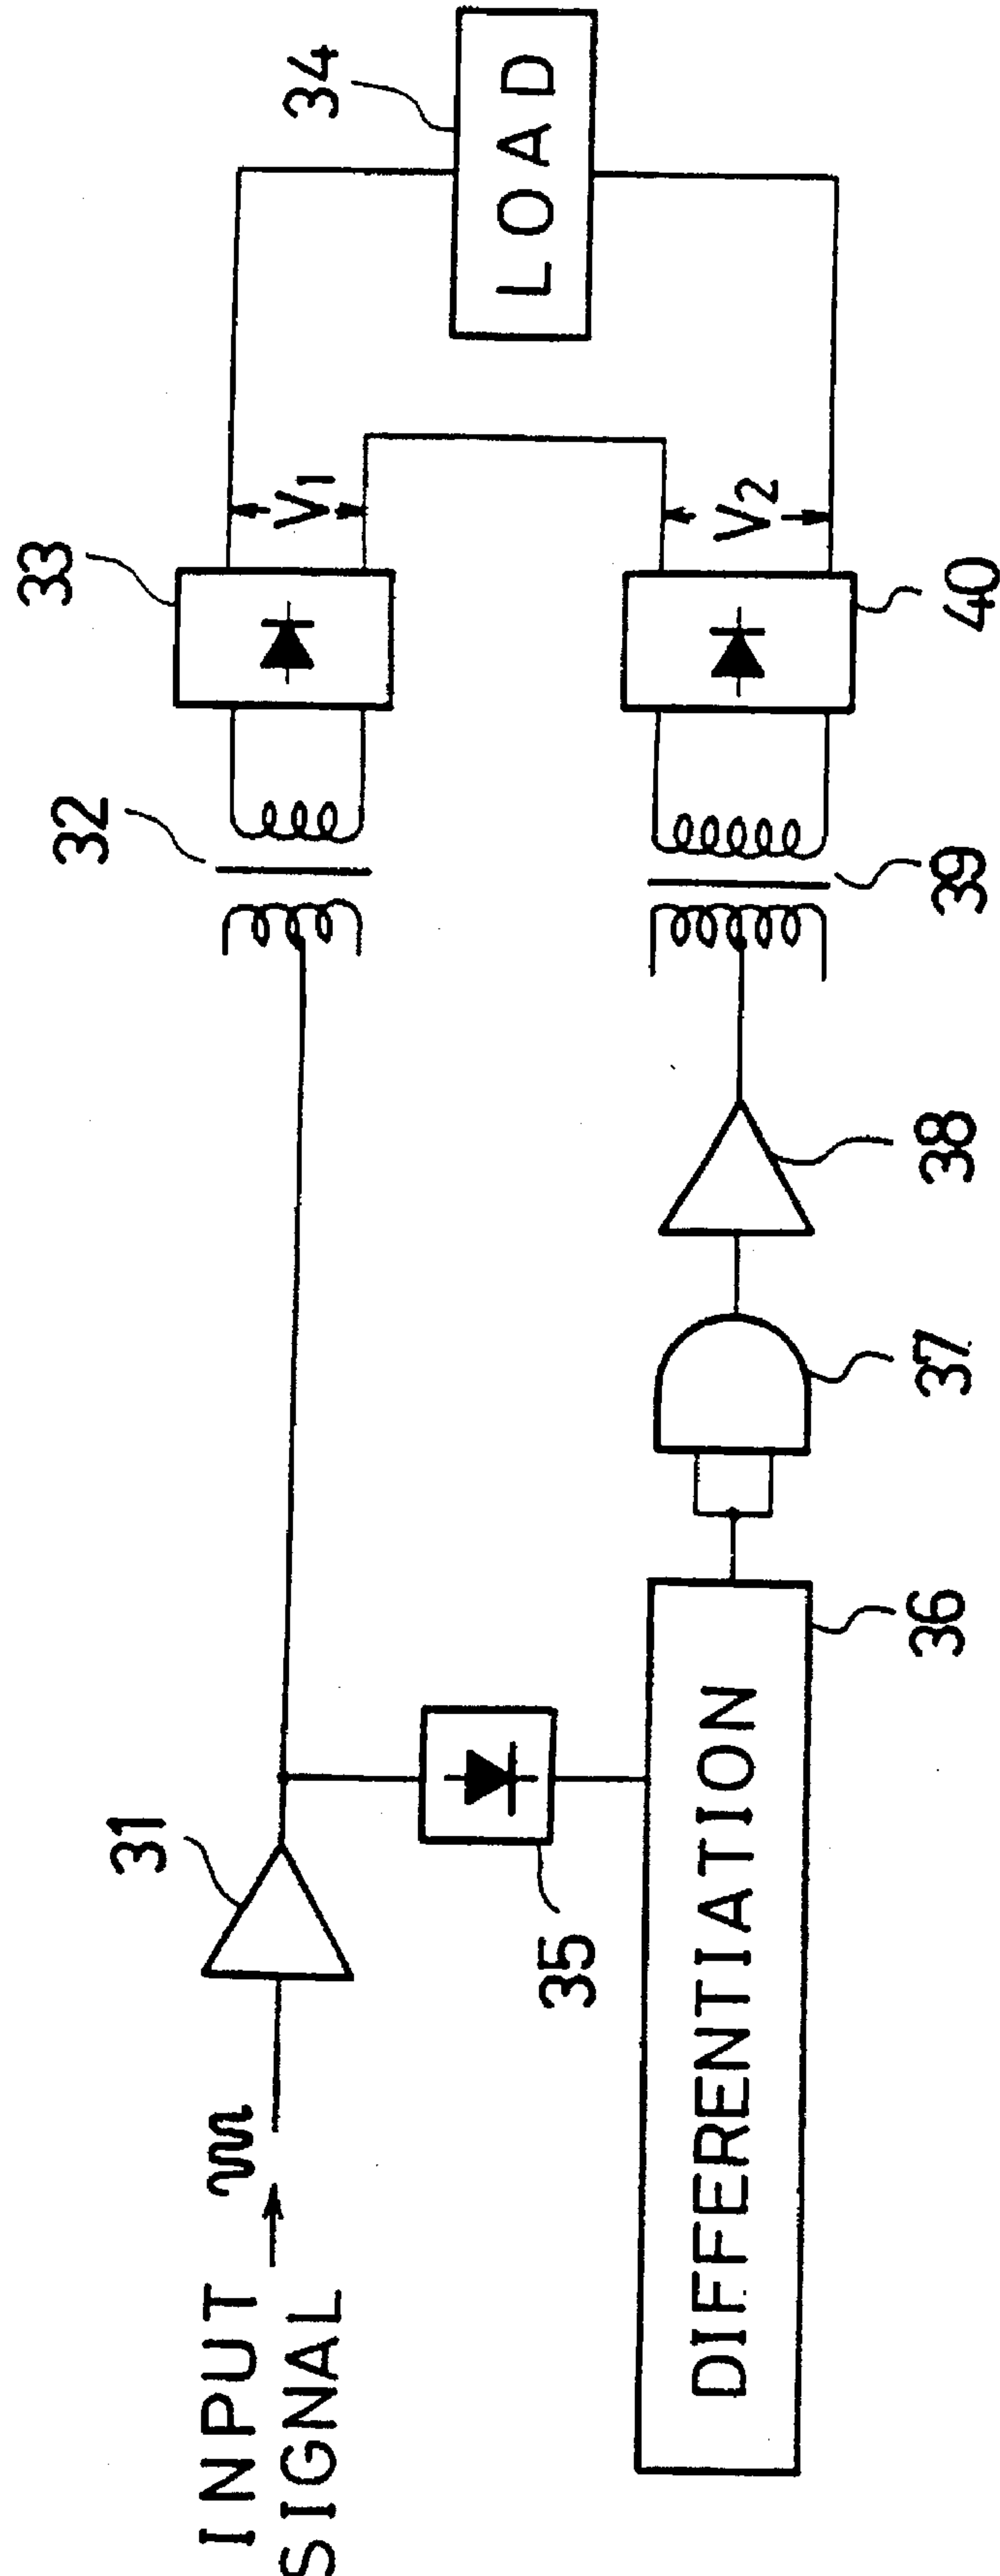 INPUT
SIGNAL
31
32
33
V1
34
LOAD
35
DIFFERENTIATION
36
37
38
39
V2
40